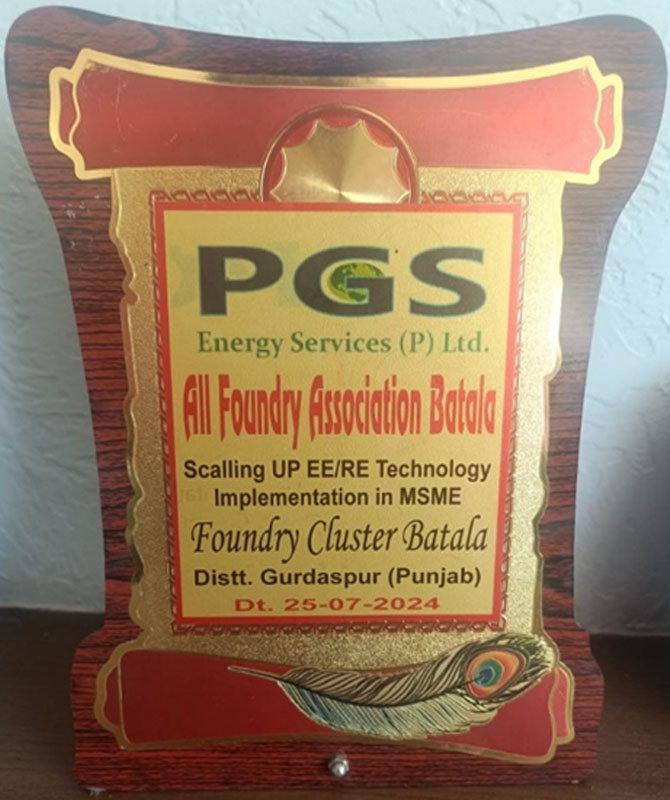 PGS
Energy Services (P) Ltd.
All Foundry Association Batala
Scalling UP EE/RE Technology
Implementation in MSME
Foundry Cluster Batala
Distt. Gurdaspur (Punjab)
Dt. 25-07-2024